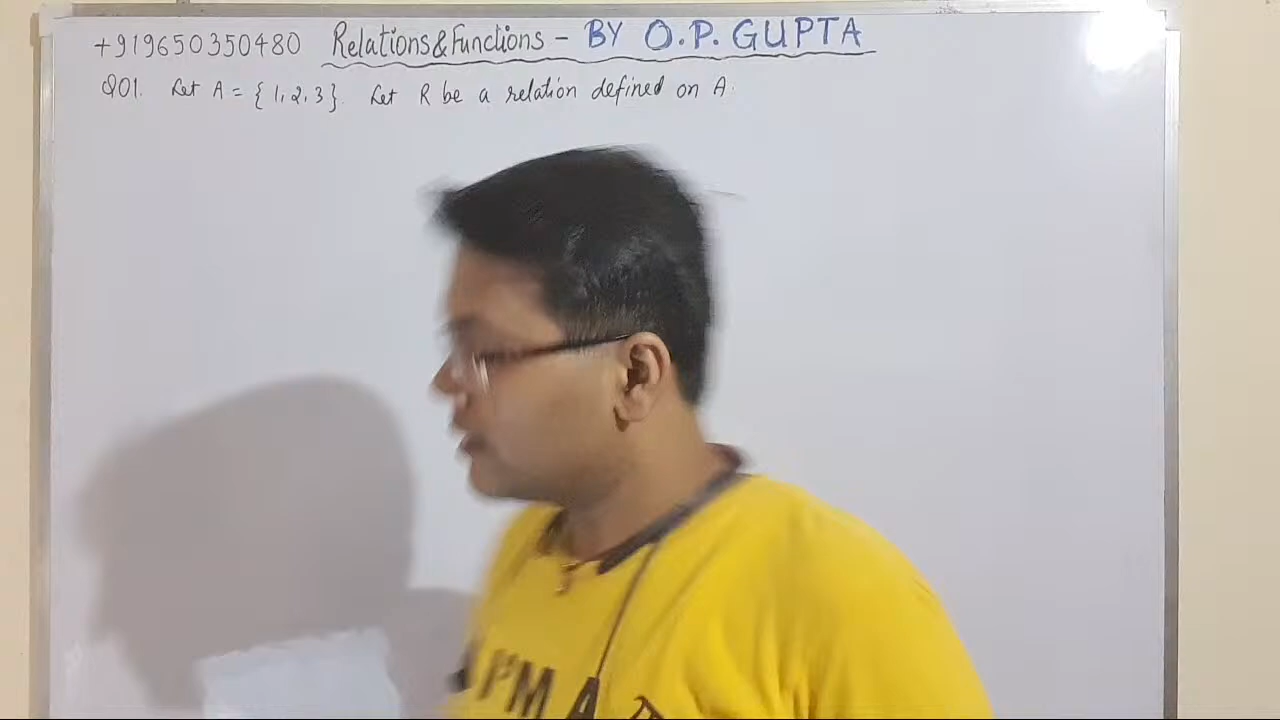 +919650350480 Relations & Functions - BY O.P. GUPTA
Q01. Let A = { 1, 2, 3 }. Let R be a relation defined on A.
I'M A π